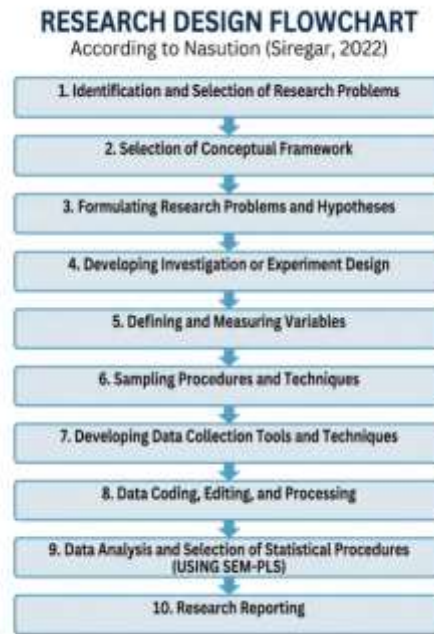 RESEARCH DESIGN FLOWCHART
According to Nasution (Siregar, 2022)
1. Identification and Selection of Research Problems
2. Selection of Conceptual Framework
3. Formulating Research Problems and Hypotheses
4. Developing Investigation or Experiment Design
5. Defining and Measuring Variables
6. Sampling Procedures and Techniques
7. Developing Data Collection Tools and Techniques
8. Data Coding, Editing, and Processing
9. Data Analysis and Selection of Statistical Procedures
(USING SEM-PLS)
10. Research Reporting